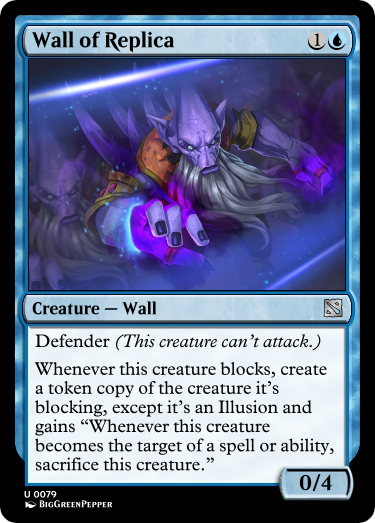 Wall of Replica
1
Creature — Wall
Defender (This creature can't attack.)
Whenever this creature blocks, create
a token copy of the creature it's
blocking, except it's an Illusion and
gains “Whenever this creature
becomes the target of a spell or ability,
sacrifice this creature.”
0/4
U 0079
BigGreenPepper